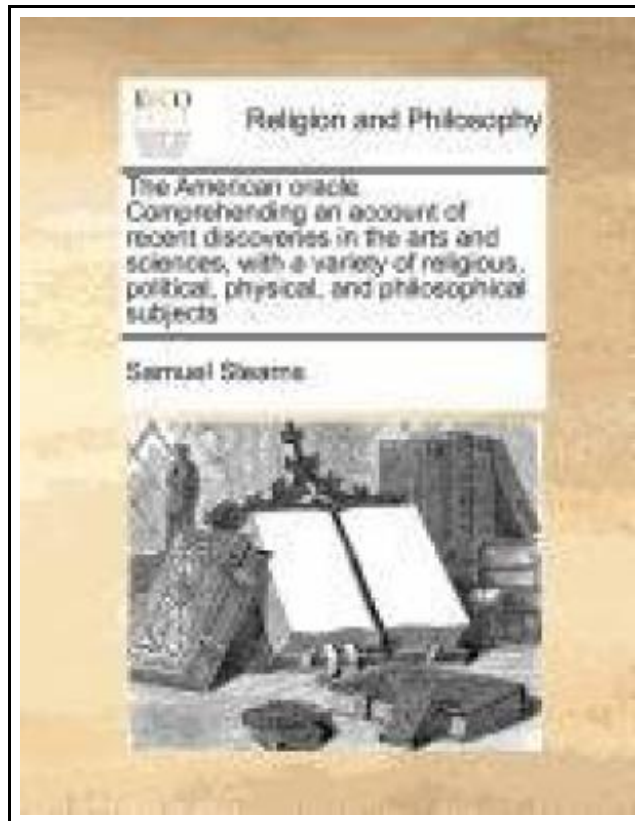 ECCO
Religion and Philosophy
The American oracle.
Comprehending an account of
recent discoveries in the arts and
sciences, with a variety of religious,
political, physical, and philosophical
subjects
Samuel Stearns